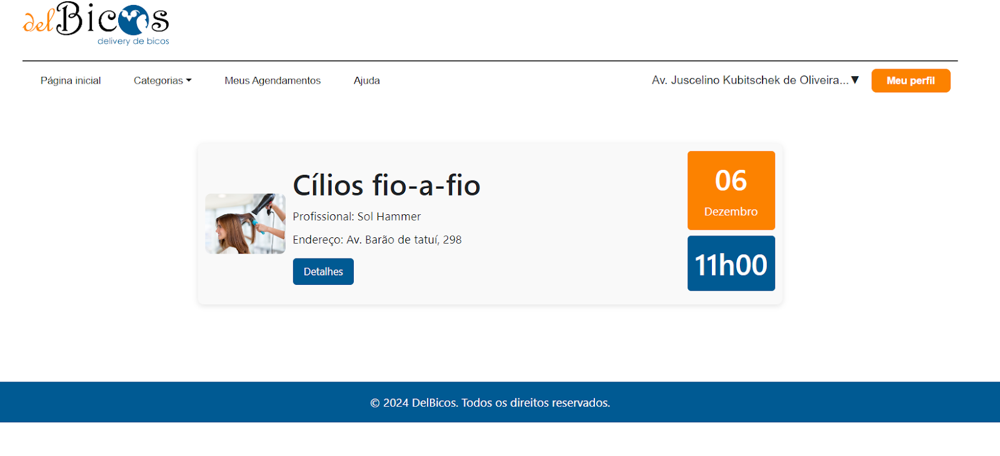 delBicos
delivery de bicos
Página inicial Categorias Meus Agendamentos Ajuda Av. Juscelino Kubitschek de Oliveira...▼ Meu perfil
Cílios fio-a-fio
Profissional: Sol Hammer
Endereço: Av. Barão de tatuí, 298
Detalhes
06
Dezembro
11h00
© 2024 DelBicos. Todos os direitos reservados.